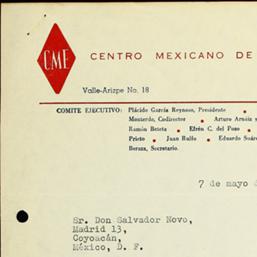 CME
CENTRO MEXICANO DE
Valle-Arizpe No. 18
COMITE EJECUTIVO: Plácido García Reynoso, Presidente •
Monterde, Codirector • Arturo Arnáiz y
Ramón Beteta • Efrén C. del Pozo •
Prieto • Juan Rulfo • Eduardo Suáre
Beraza, Secretario.
7 de mayo d
Sr. Don Salvador Novo,
Madrid 13,
Coyoacán,
México, D. F.